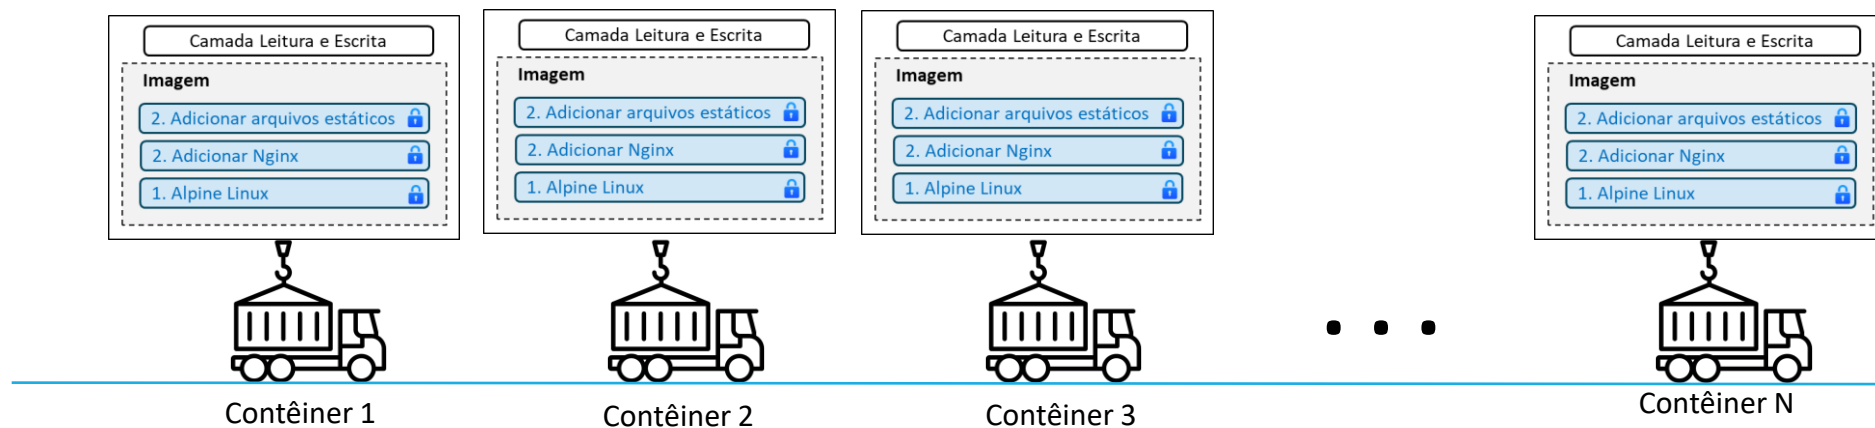 Camada Leitura e Escrita
Imagem
2. Adicionar arquivos estáticos
2. Adicionar Nginx
1. Alpine Linux
Contêiner 1
Camada Leitura e Escrita
Imagem
2. Adicionar arquivos estáticos
2. Adicionar Nginx
1. Alpine Linux
Contêiner 2
Camada Leitura e Escrita
Imagem
2. Adicionar arquivos estáticos
2. Adicionar Nginx
1. Alpine Linux
Contêiner 3
. . .
Camada Leitura e Escrita
Imagem
2. Adicionar arquivos estáticos
2. Adicionar Nginx
1. Alpine Linux
Contêiner N